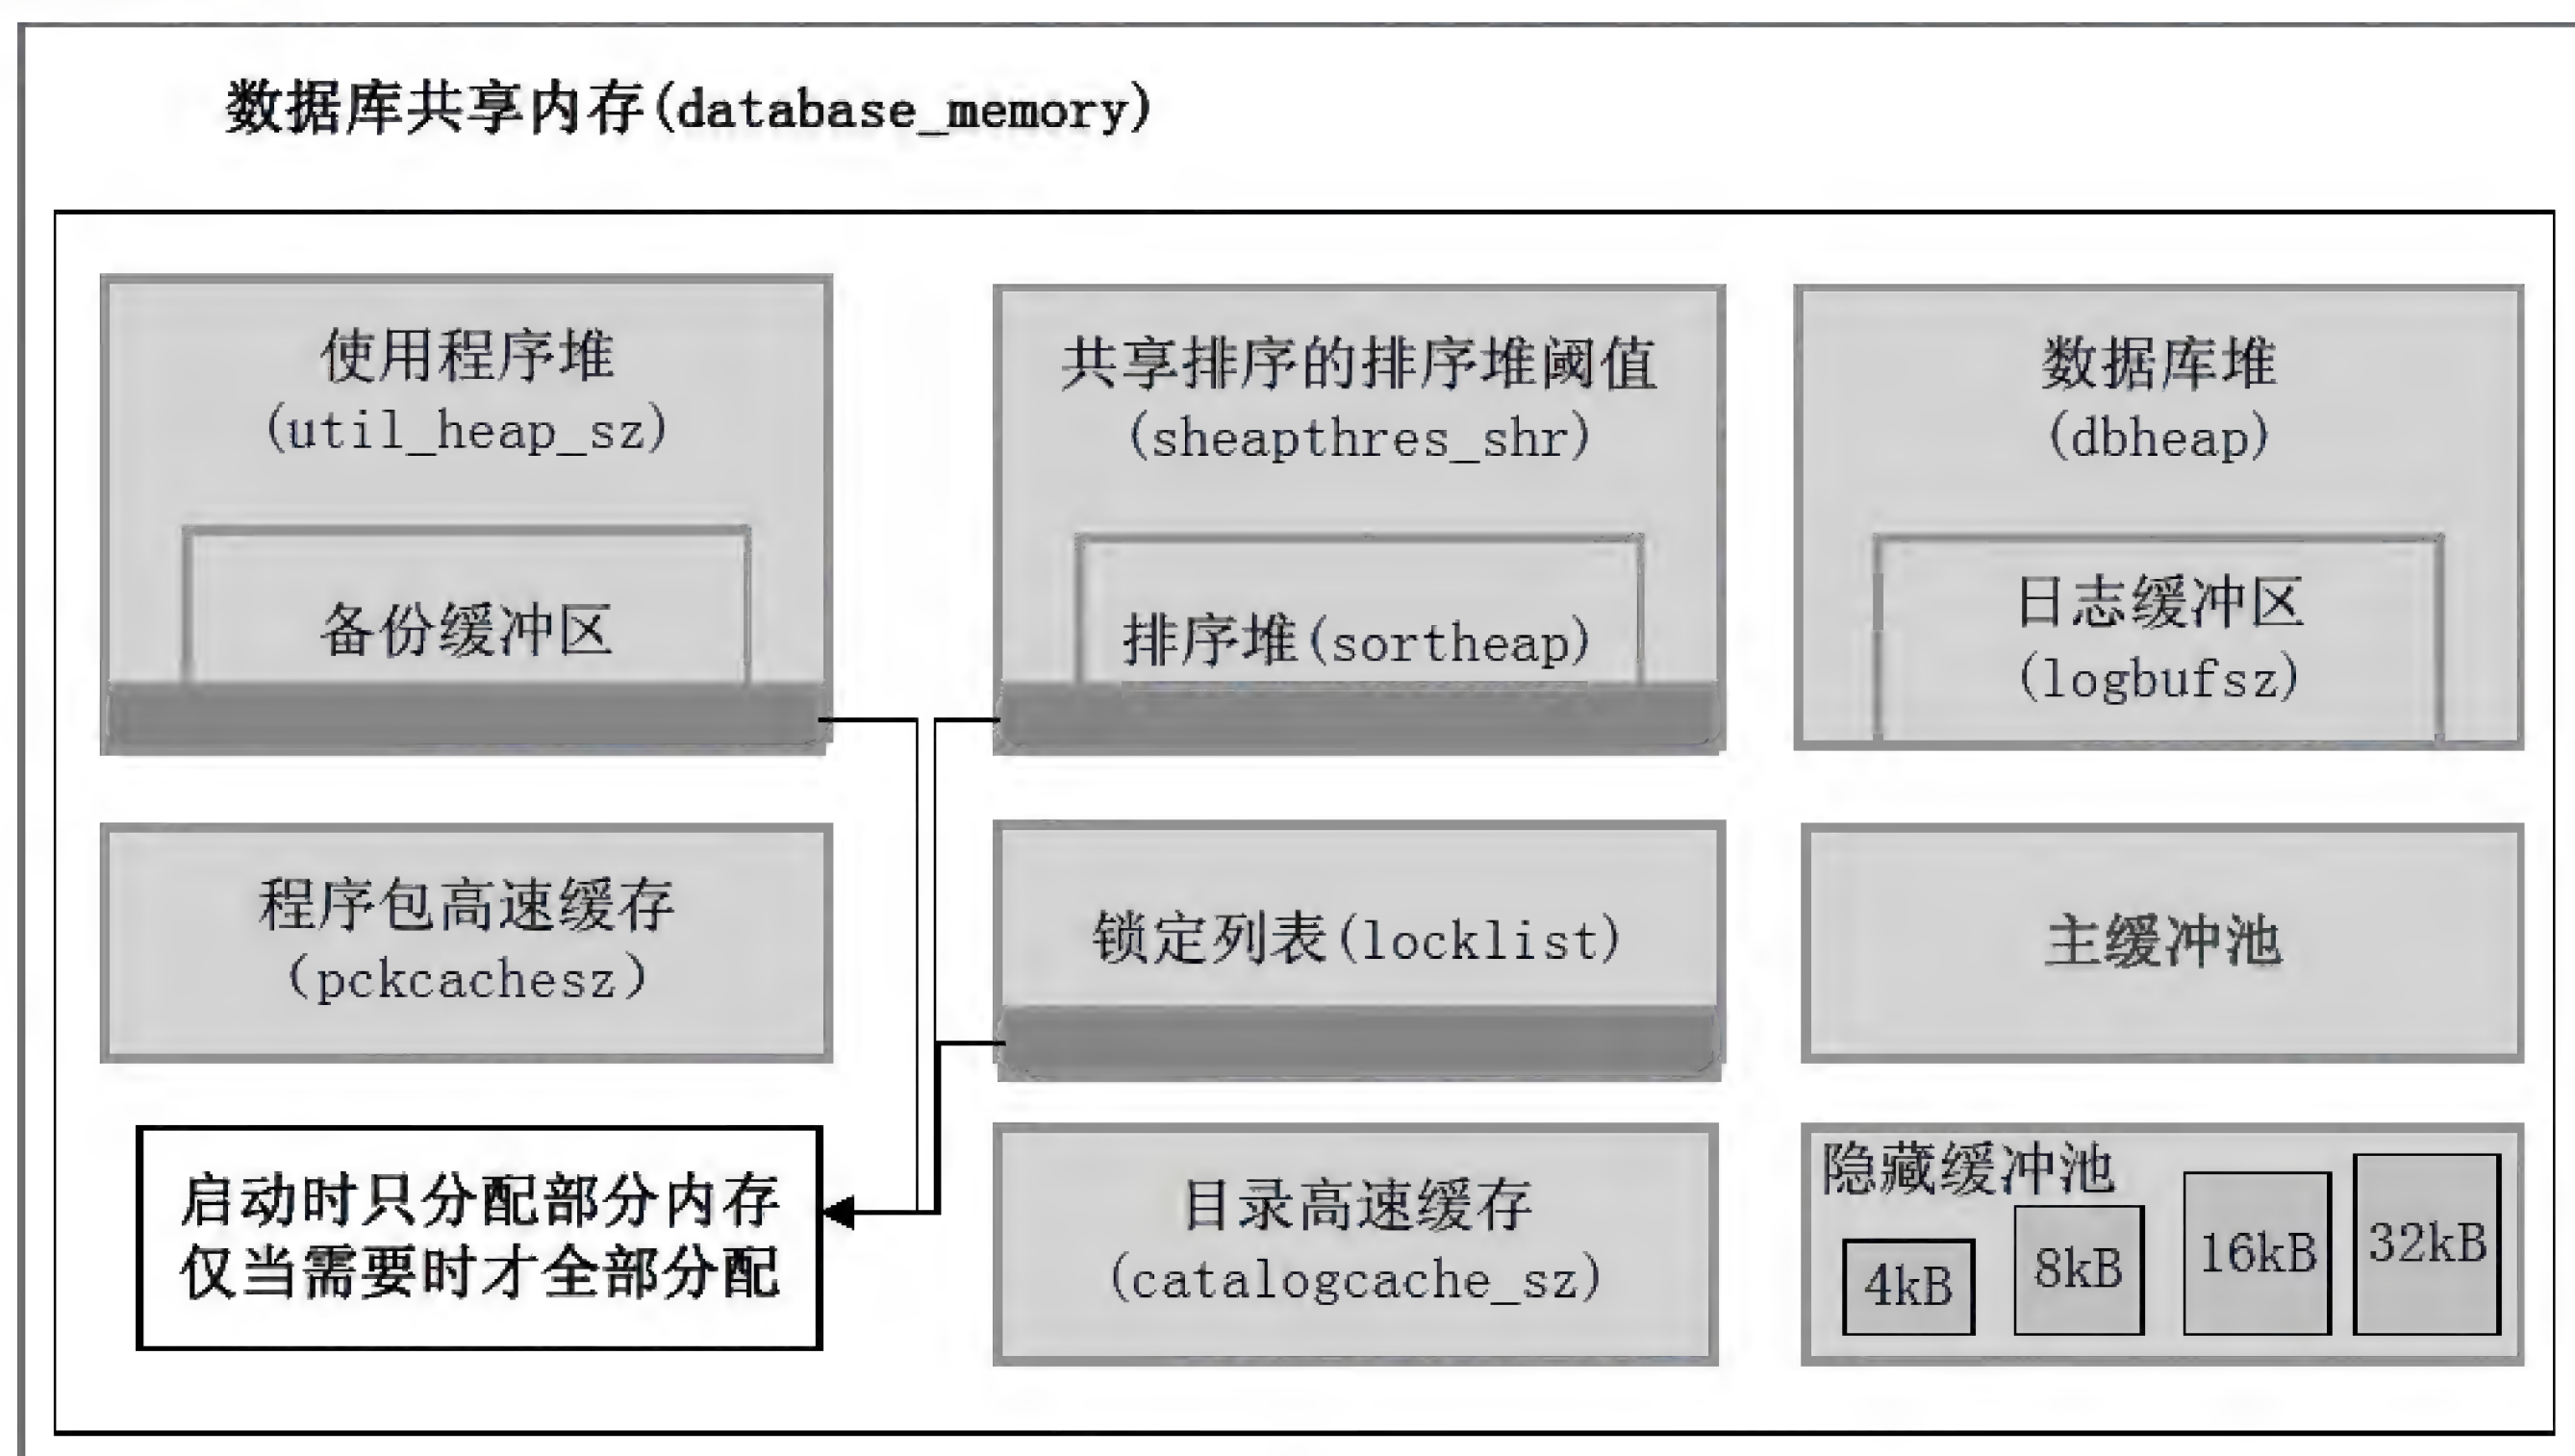 数据库共享内存(database_memory)
使用程序堆
(util_heap_sz)
备份缓冲区
共享排序的排序堆阈值
(sheapthres_shr)
排序堆(sortheap)
数据库堆
(dbheap)
日志缓冲区
(logbufsz)
程序包高速缓存
(pckcachesz)
锁定列表(locklist)
主缓冲池
启动时只分配部分内存
仅当需要时才全部分配
目录高速缓存
(catalogcache_sz)
隐藏缓冲池
4kB
8kB
16kB
32kB